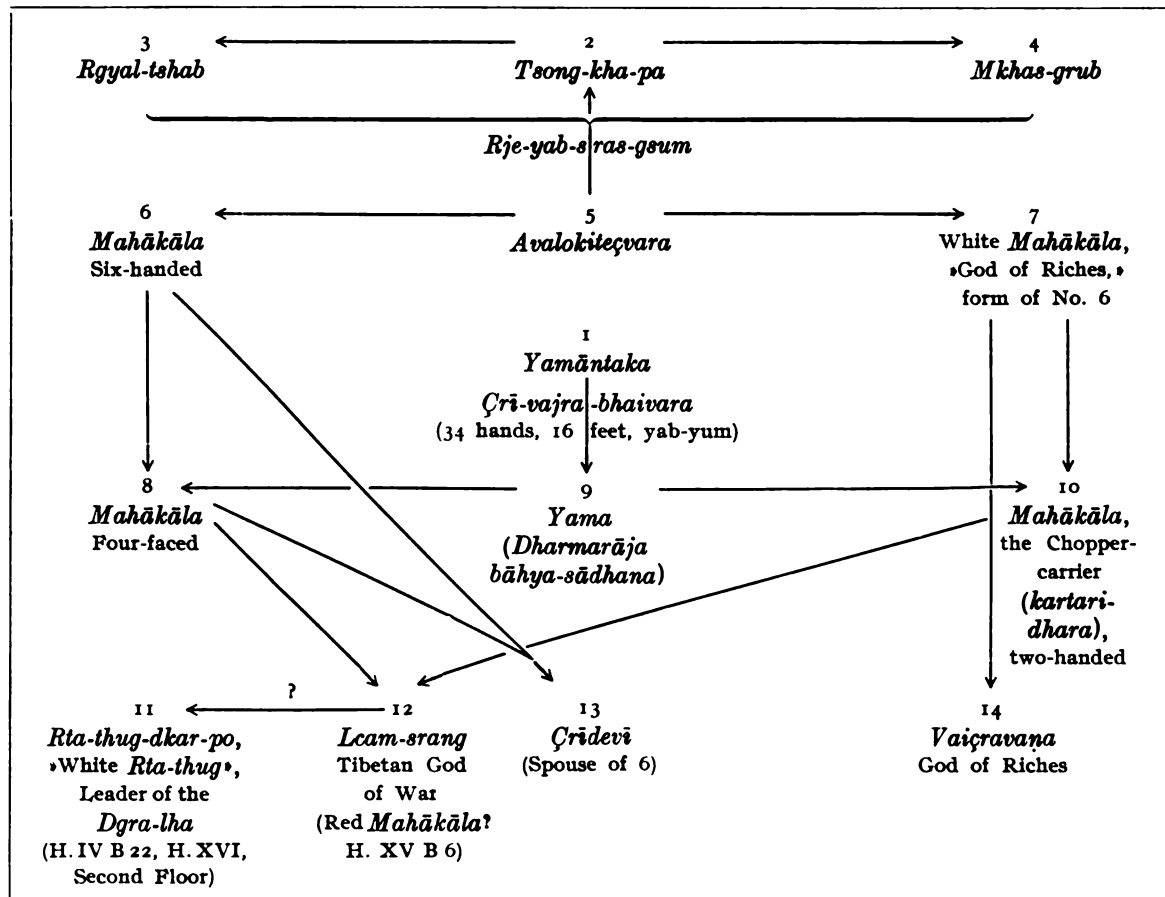 3 2 4
Rgyal-tshab Tsong-kha-pa Mkhas-grub
Rje-yab-sras-gsum
6 5 7
Mahākāla Avalokiteçvara White Mahākāla,
Six-handed »God of Riches,»
form of No. 6
1
Yamāntaka
Çrī-vajra-bhaivara
(34 hands, 16 feet, yab-yum)
8 9 10
Mahākāla Yama Mahākāla,
Four-faced (Dharmarāja the Chopper-
bāhya-sādhana) carrier
(kartari-
dhara),
two-handed
?
11 12 13 14
Rta-thug-dkar-po, Lcam-srang Çrīdevī Vaiçravaṇa
»White Rta-thug», Tibetan God (Spouse of 6) God of Riches
Leader of the of War
Dgra-lha (Red Mahākāla?
(H. IV B 22, H. XVI, H. XV B 6)
Second Floor)